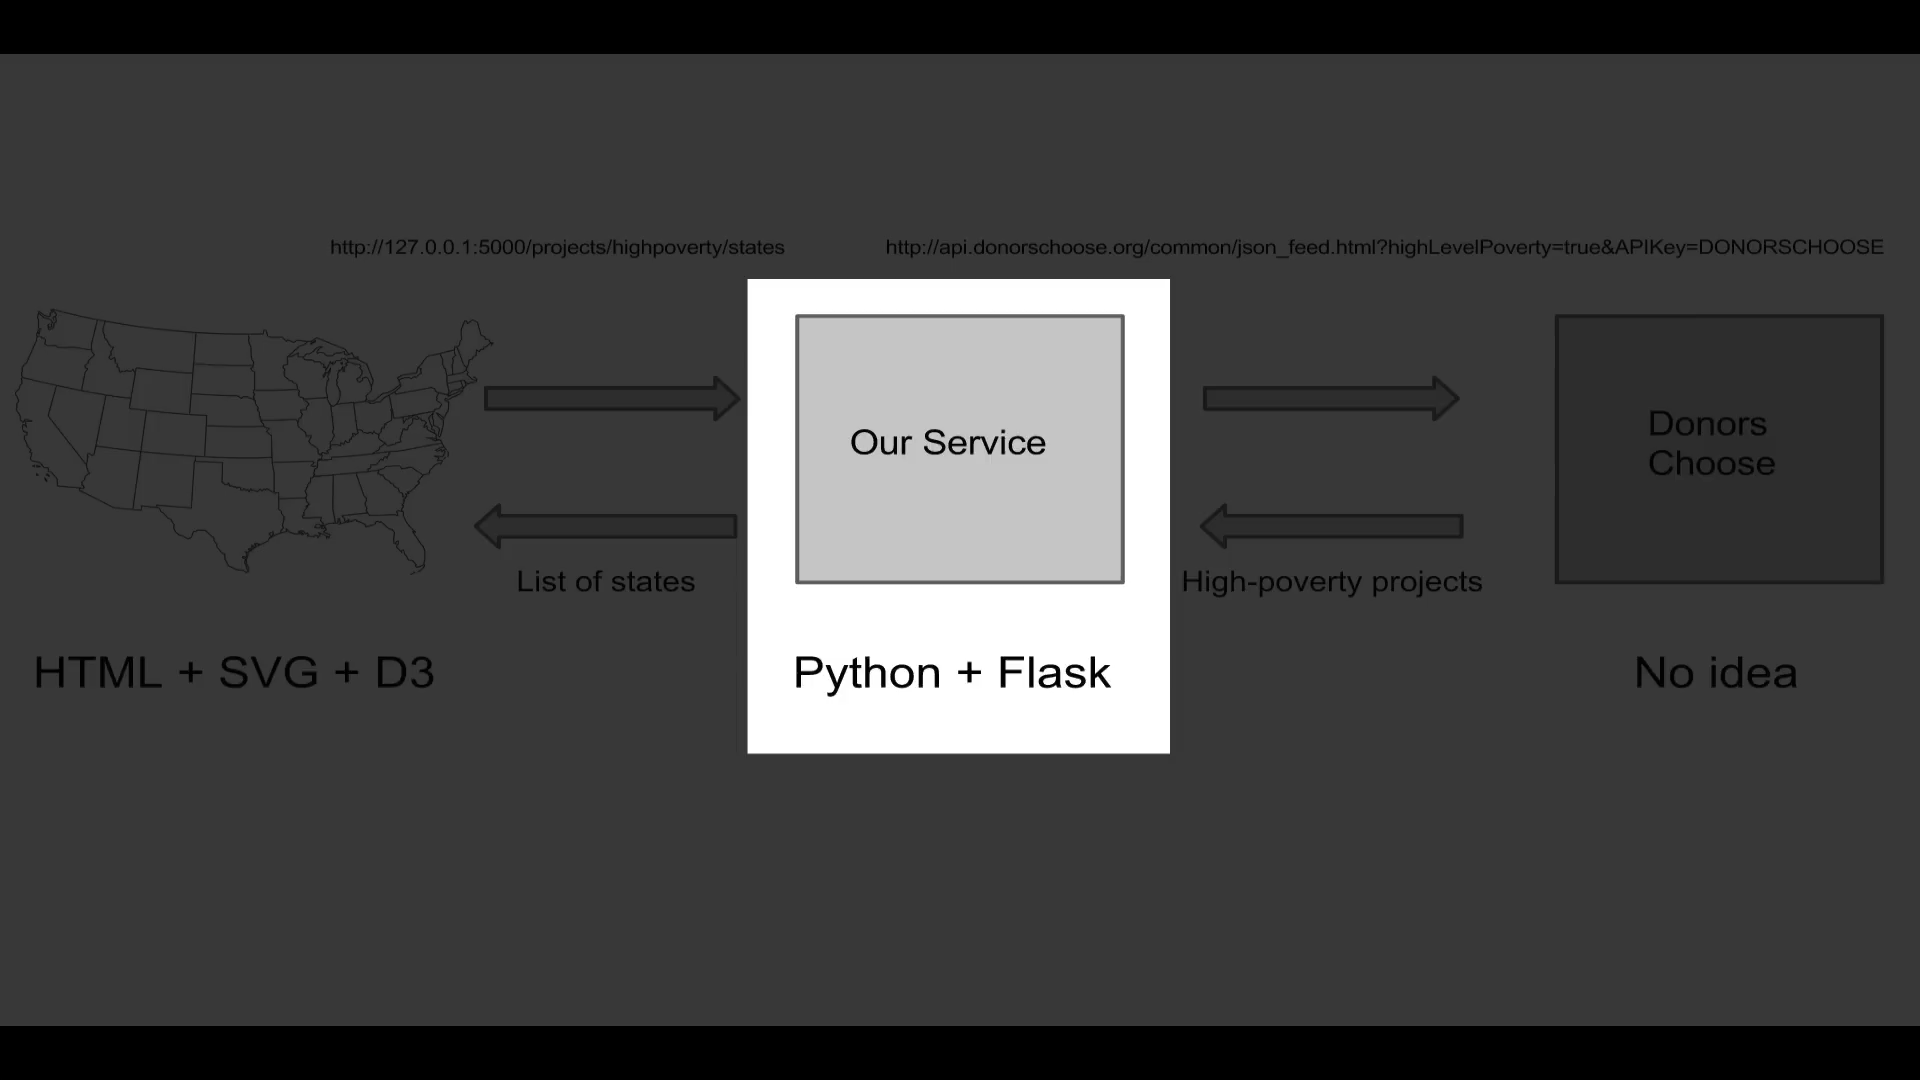 http://127.0.0.1:5000/projects/highpoverty/states
http://api.donorschoose.org/common/json_feed.html?highLevelPoverty=true&APIKey=DONORSCHOOSE
Our Service
Donors
Choose
List of states
High-poverty projects
HTML + SVG + D3
Python + Flask
No idea